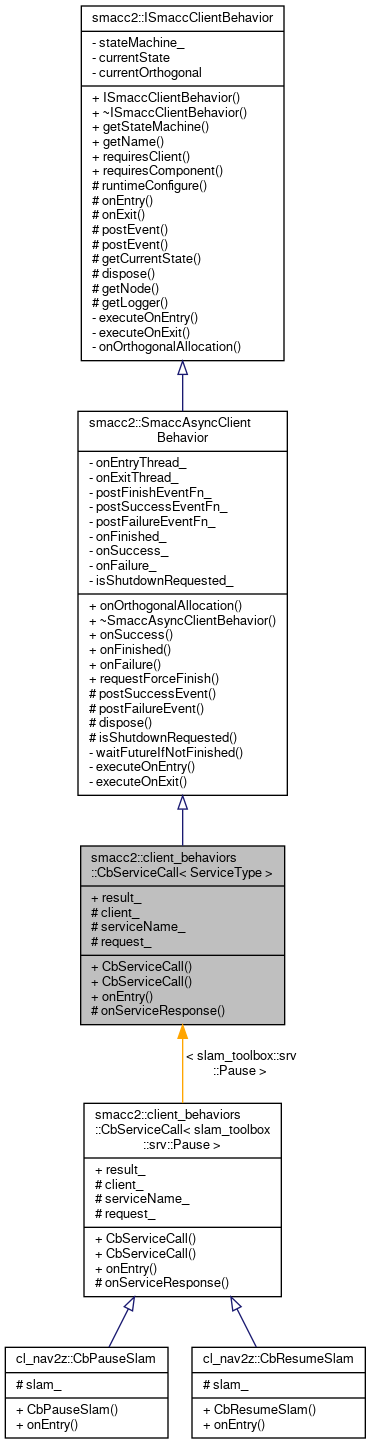 smacc2::ISmaccClientBehavior
- stateMachine_
- currentState
- currentOrthogonal
+ ISmaccClientBehavior()
+ ~ISmaccClientBehavior()
+ getStateMachine()
+ getName()
+ requiresClient()
+ requiresComponent()
# runtimeConfigure()
# onEntry()
# onExit()
# postEvent()
# postEvent()
# getCurrentState()
# dispose()
# getNode()
# getLogger()
- executeOnEntry()
- executeOnExit()
- onOrthogonalAllocation()
smacc2::SmaccAsyncClient
Behavior
- onEntryThread_
- onExitThread_
- postFinishEventFn_
- postSuccessEventFn_
- postFailureEventFn_
- onFinished_
- onSuccess_
- onFailure_
- isShutdownRequested_
+ onOrthogonalAllocation()
+ ~SmaccAsyncClientBehavior()
+ onSuccess()
+ onFinished()
+ onFailure()
+ requestForceFinish()
# postSuccessEvent()
# postFailureEvent()
# dispose()
# isShutdownRequested()
- waitFutureIfNotFinished()
- executeOnEntry()
- executeOnExit()
smacc2::client_behaviors
::CbServiceCall< ServiceType >
+ result_
# client_
# serviceName_
# request_
+ CbServiceCall()
+ CbServiceCall()
+ onEntry()
# onServiceResponse()
< slam_toolbox::srv
::Pause >
smacc2::client_behaviors
::CbServiceCall< slam_toolbox
::srv::Pause >
+ result_
# client_
# serviceName_
# request_
+ CbServiceCall()
+ CbServiceCall()
+ onEntry()
# onServiceResponse()
cl_nav2z::CbPauseSlam
# slam_
+ CbPauseSlam()
+ onEntry()
cl_nav2z::CbResumeSlam
# slam_
+ CbResumeSlam()
+ onEntry()